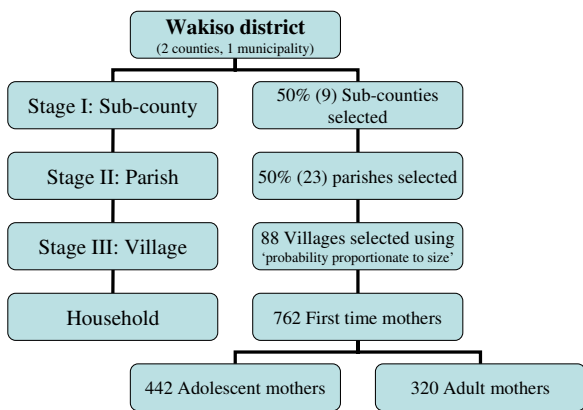 Wakiso district
(2 counties, 1 municipality)
Stage I: Sub-county
50% (9) Sub-counties
selected
Stage II: Parish
50% (23) parishes selected
Stage III: Village
88 Villages selected using
‘probability proportionate to size’
Household
762 First time mothers
442 Adolescent mothers
320 Adult mothers